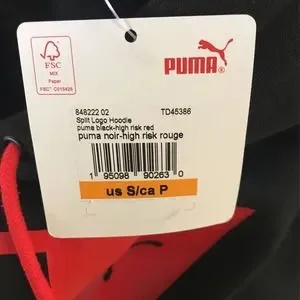 FSC
MIX
Paper
FSC® C015425
PUMA
848222 02 TD45386
Split Logo Hoodie
puma black-high risk red
puma noir-high risk rouge
1 95098 90263 0
us S/ca P